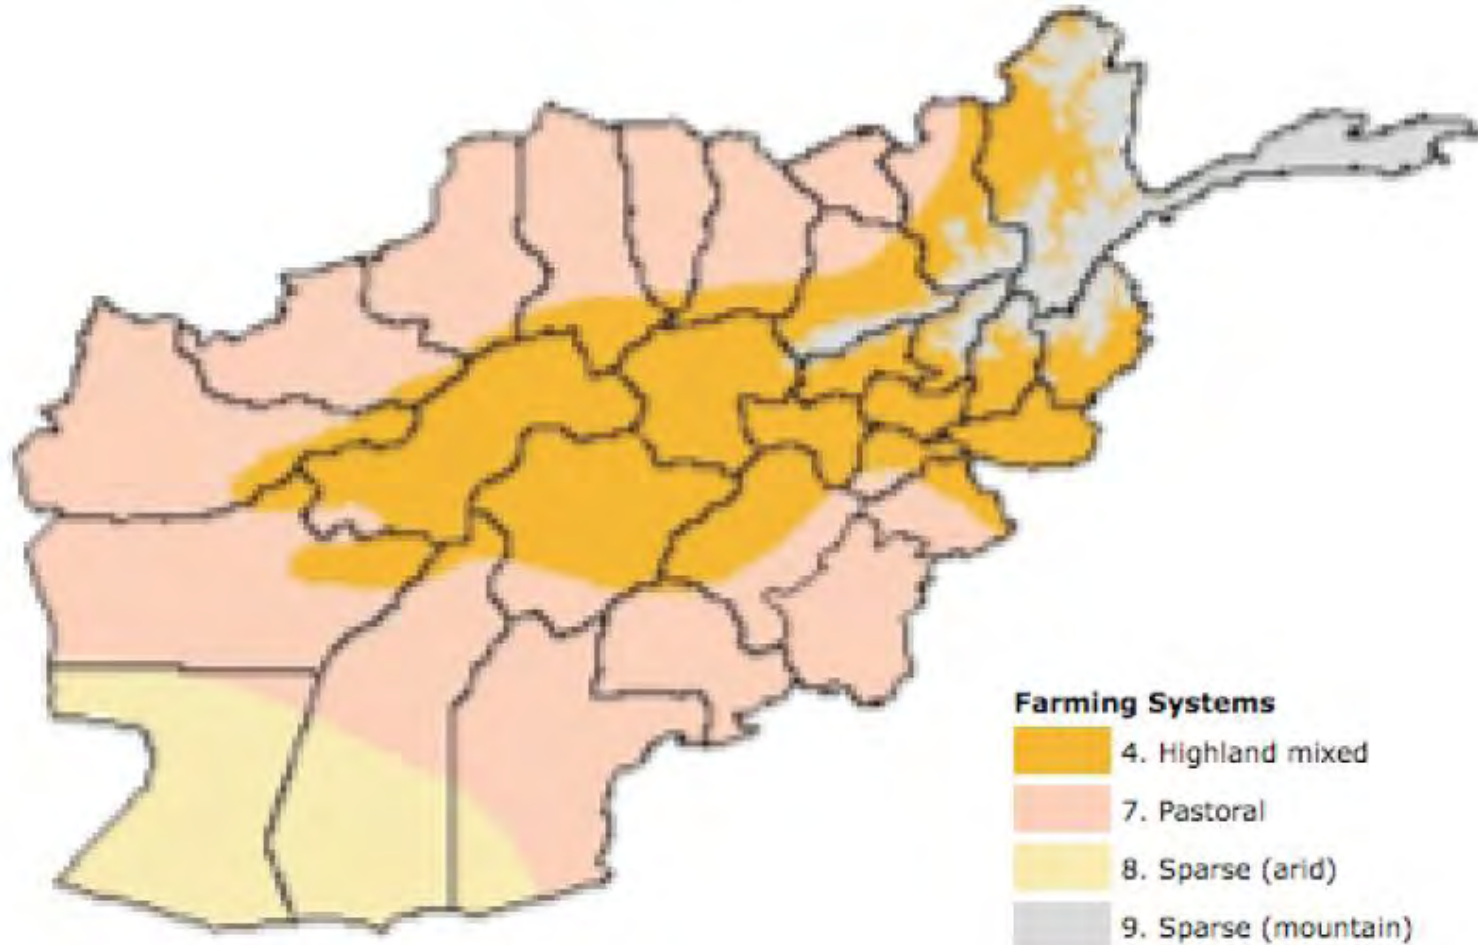 Farming Systems
4. Highland mixed
7. Pastoral
8. Sparse (arid)
9. Sparse (mountain)